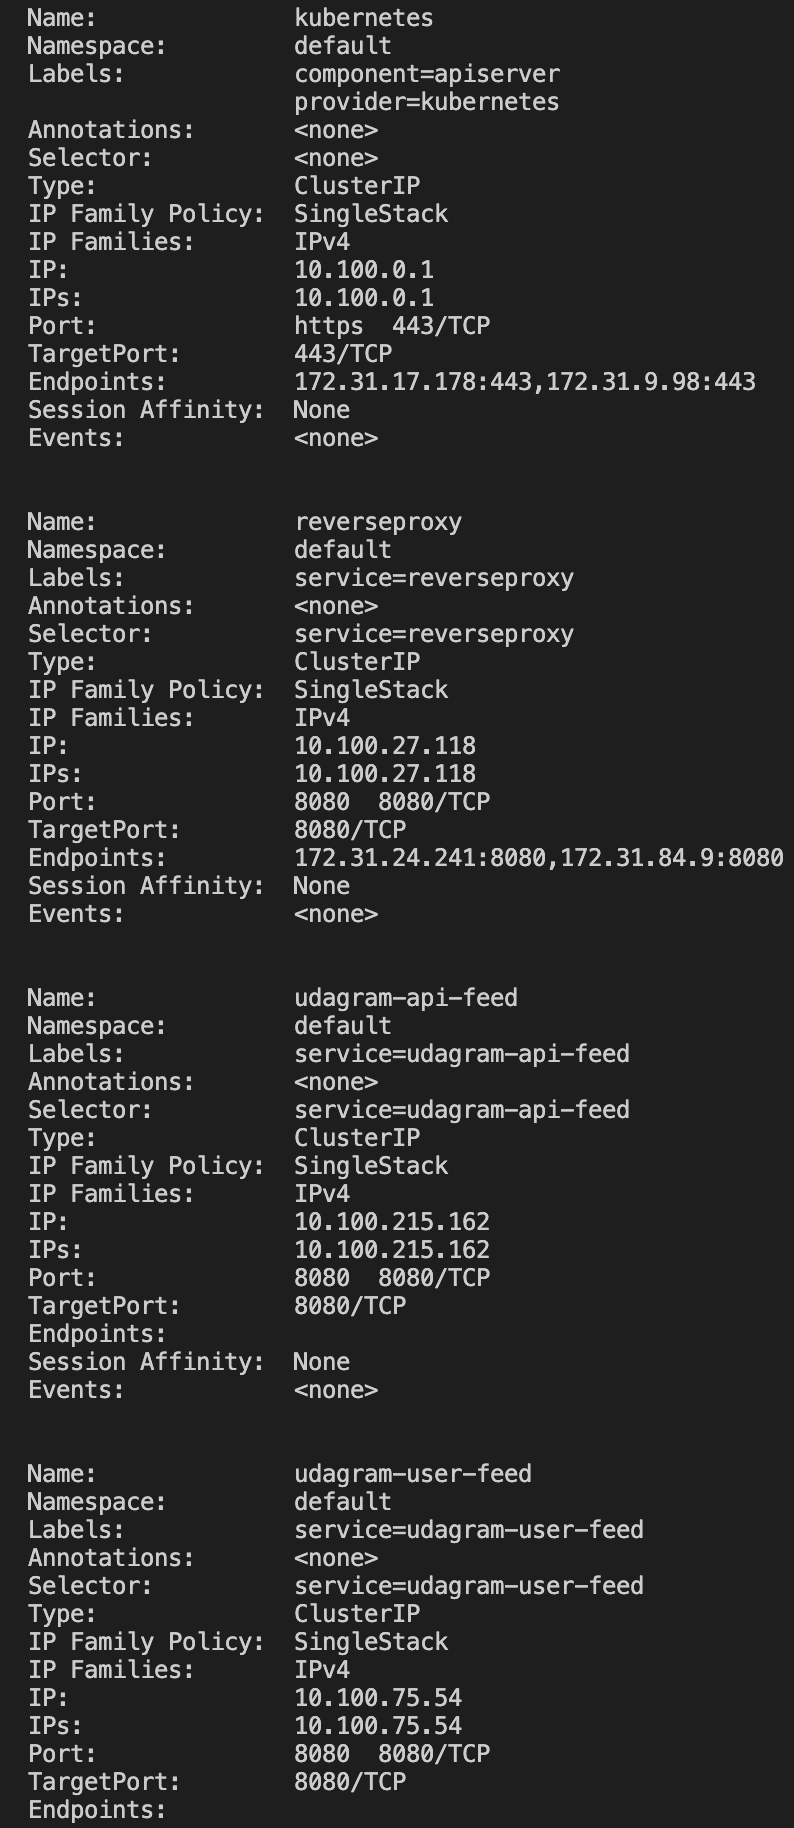 Name:              kubernetes
Namespace:         default
Labels:            component=apiserver
                   provider=kubernetes
Annotations:       <none>
Selector:          <none>
Type:              ClusterIP
IP Family Policy:  SingleStack
IP Families:       IPv4
IP:                10.100.0.1
IPs:               10.100.0.1
Port:              https  443/TCP
TargetPort:        443/TCP
Endpoints:         172.31.17.178:443,172.31.9.98:443
Session Affinity:  None
Events:            <none>

Name:              reverseproxy
Namespace:         default
Labels:            service=reverseproxy
Annotations:       <none>
Selector:          service=reverseproxy
Type:              ClusterIP
IP Family Policy:  SingleStack
IP Families:       IPv4
IP:                10.100.27.118
IPs:               10.100.27.118
Port:              8080  8080/TCP
TargetPort:        8080/TCP
Endpoints:         172.31.24.241:8080,172.31.84.9:8080
Session Affinity:  None
Events:            <none>

Name:              udagram-api-feed
Namespace:         default
Labels:            service=udagram-api-feed
Annotations:       <none>
Selector:          service=udagram-api-feed
Type:              ClusterIP
IP Family Policy:  SingleStack
IP Families:       IPv4
IP:                10.100.215.162
IPs:               10.100.215.162
Port:              8080  8080/TCP
TargetPort:        8080/TCP
Endpoints:
Session Affinity:  None
Events:            <none>

Name:              udagram-user-feed
Namespace:         default
Labels:            service=udagram-user-feed
Annotations:       <none>
Selector:          service=udagram-user-feed
Type:              ClusterIP
IP Family Policy:  SingleStack
IP Families:       IPv4
IP:                10.100.75.54
IPs:               10.100.75.54
Port:              8080  8080/TCP
TargetPort:        8080/TCP
Endpoints: